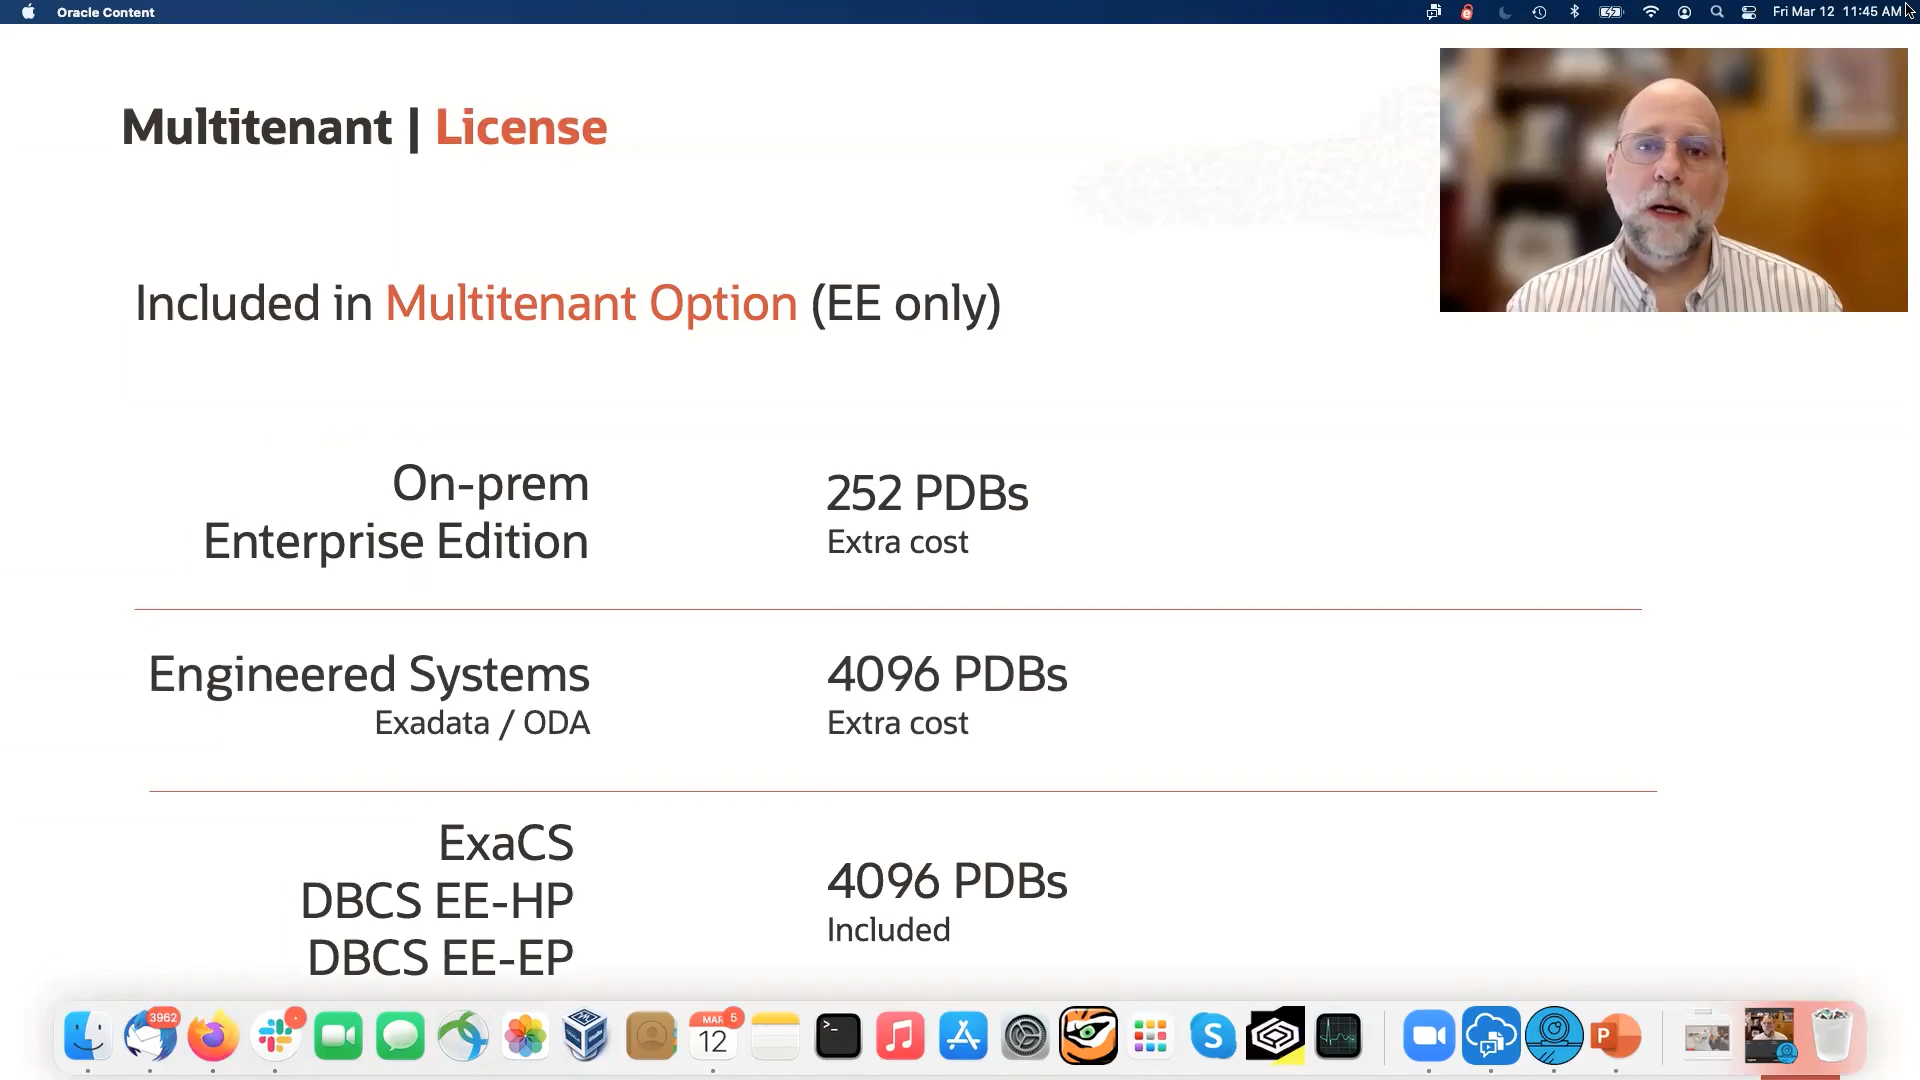 Oracle Content
Fri Mar 12 11:45 AM
Multitenant | License
Included in Multitenant Option (EE only)
On-prem
Enterprise Edition
252 PDBs
Extra cost
Engineered Systems
Exadata / ODA
4096 PDBs
Extra cost
ExaCS
DBCS EE-HP
DBCS EE-EP
4096 PDBs
Included
3962
MAR
5
12
P